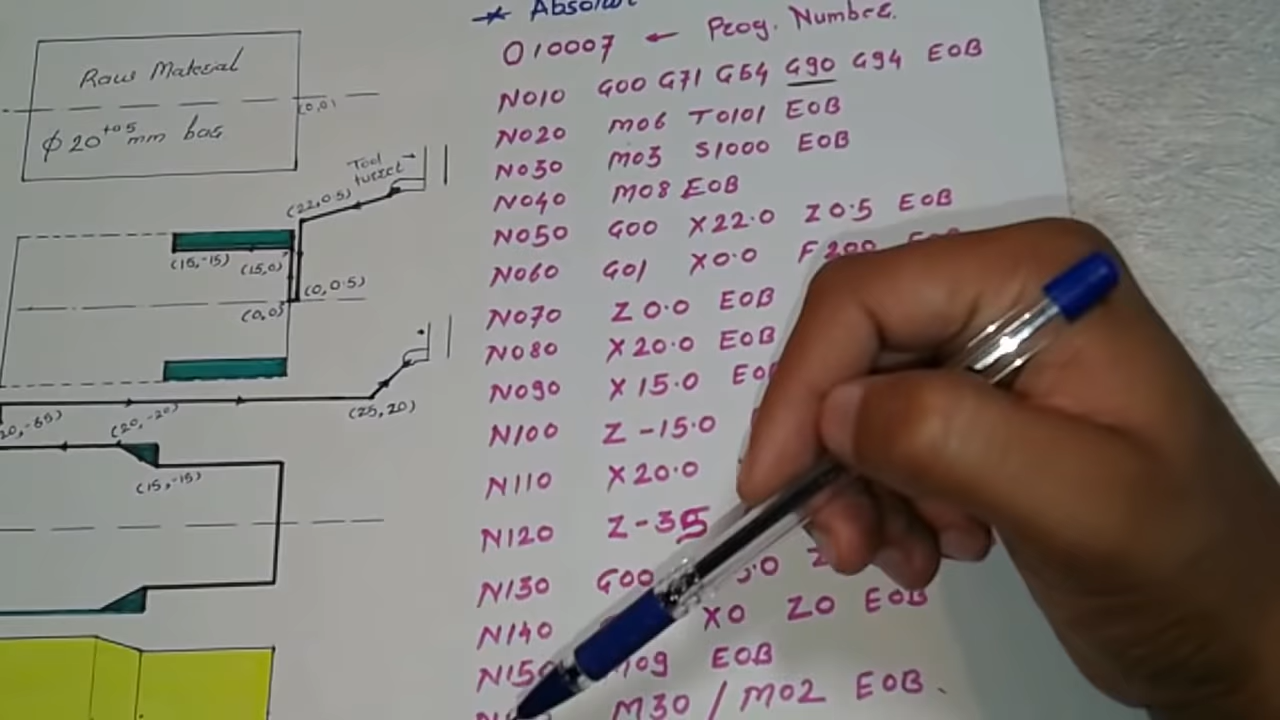 Raw Material
(0,0)
ϕ20+0.5 mm bar
Tool
turret
(22,0.5)
(15,-15)
(15,0)
(0,0.5)
(0,0)
(20,-20)
(25,20)
(15,-15)
* Absolut
O10007 ← Prog. Number.
N010 G00 G71 G54 G90 G94 EOB
N020 M06 T0101 EOB
N030 M03 S1000 EOB
N040 M08 EOB
N050 G00 X22.0 Z0.5 EOB
N060 G01 X0.0 F200 EOB
N070 Z0.0 EOB
N080 X20.0 EOB
N090 X15.0
N100 Z-15.0
N110 X20.0
N120 Z-35
N130 G00
N140 X0 Z0 EOB
N150 M09 EOB
M30 / M02 EOB.